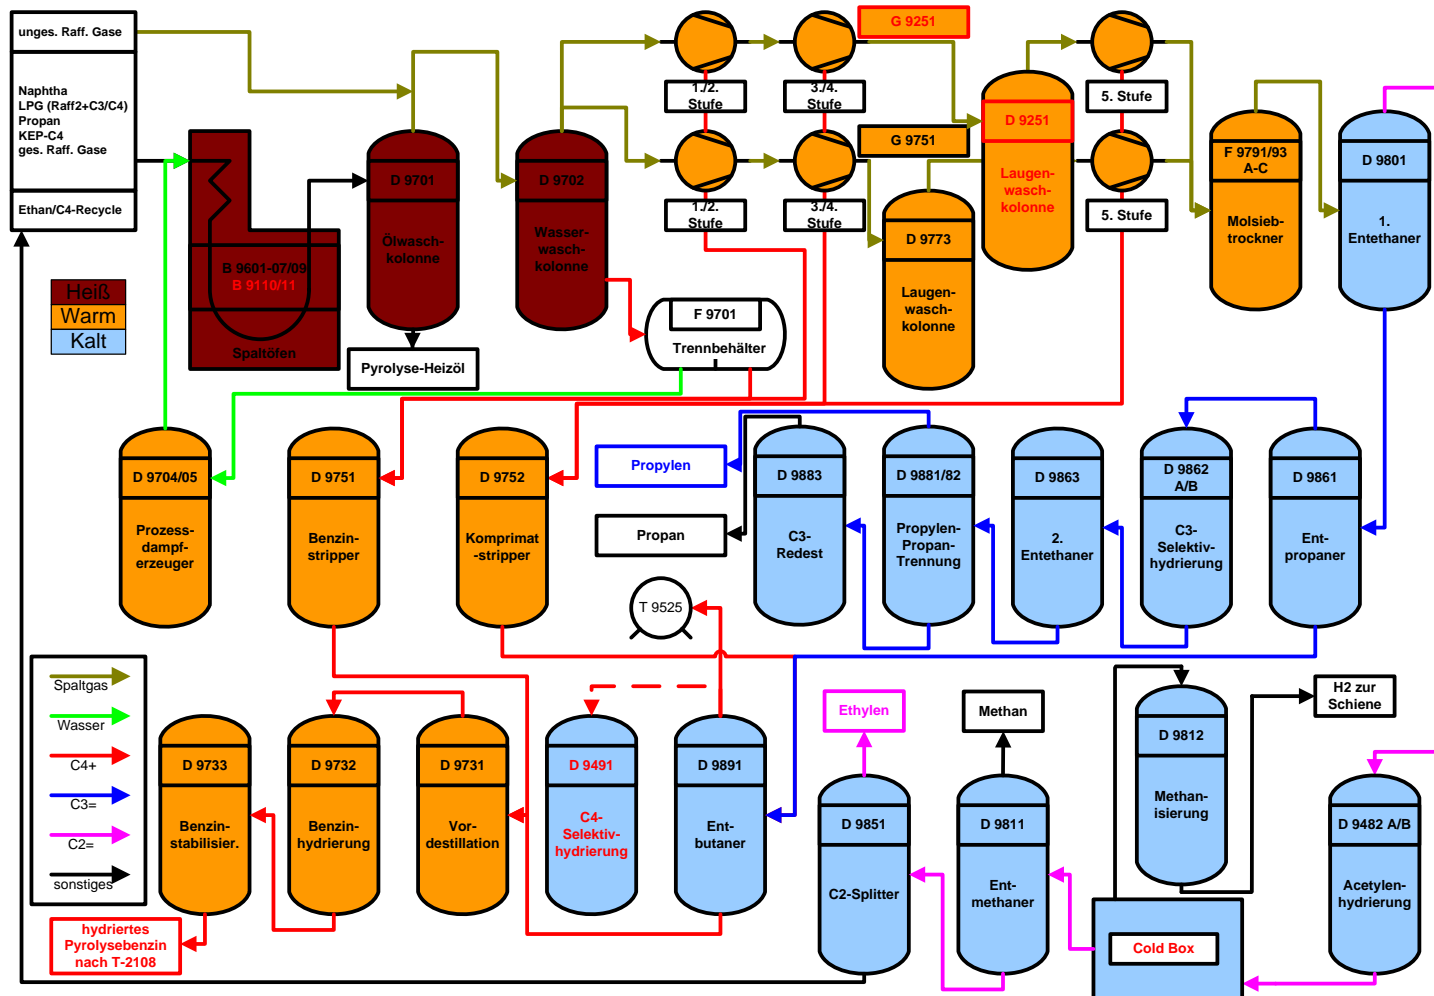 unges. Raff. Gase
Naphtha
LPG (Raff2+C3/C4)
Propan
KEP-C4
ges. Raff. Gase
Ethan/C4-Recycle
B 9601-07/09
B 9110/11
Spaltöfen
D 9701
Ölwasch-
kolonne
Pyrolyse-Heizöl
D 9702
Wasser-
wasch-
kolonne
1./2.
Stufe
3./4.
Stufe
1./2.
Stufe
3./4.
Stufe
G 9251
G 9751
D 9773
Laugen-
wasch-
kolonne
D 9251
Laugen-
wasch-
kolonne
5. Stufe
5. Stufe
F 9791/93
A-C
Molsieb-
trockner
D 9801
1.
Entethaner
Heiß
Warm
Kalt
F 9701
Trennbehälter
D 9704/05
Prozess-
dampf-
erzeuger
D 9751
Benzin-
stripper
D 9752
Komprimat
-stripper
Propylen
Propan
D 9883
C3-
Redest
D 9881/82
Propylen-
Propan-
Trennung
D 9863
2.
Entethaner
D 9862
A/B
C3-
Selektiv-
hydrierung
D 9861
Ent-
propaner
T 9525
Spaltgas
Wasser
C4+
C3=
C2=
sonstiges
D 9733
Benzin-
stabilisier.
D 9732
Benzin-
hydrierung
D 9731
Vor-
destillation
D 9491
C4-
Selektiv-
hydrierung
D 9891
Ent-
butaner
Ethylen
D 9851
C2-Splitter
Methan
D 9811
Ent-
methaner
D 9812
Methan-
isierung
H2 zur
Schiene
D 9482 A/B
Acetylen-
hydrierung
Cold Box
hydriertes
Pyrolysebenzin
nach T-2108